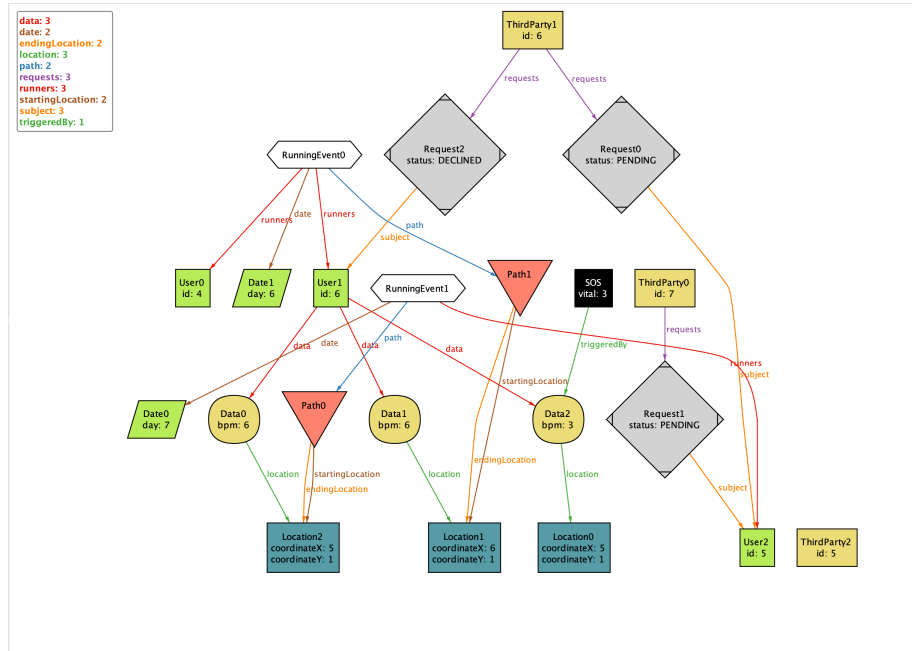 data: 3
date: 2
endingLocation: 2
location: 3
path: 2
requests: 3
runners: 3
startingLocation: 2
subject: 3
triggeredBy: 1
ThirdParty1
id: 6
requests
requests
RunningEvent0
Request2
status: DECLINED
Request0
status: PENDING
runners
date
runners
path
subject
User0
id: 4
Date1
day: 6
User1
id: 6
RunningEvent1
Path1
SOS
vital: 3
ThirdParty0
id: 7
data
date
data
path
data
triggeredBy
requests
runners
subject
startingLocation
Date0
day: 7
Data0
bpm: 6
Path0
Data1
bpm: 6
Data2
bpm: 3
Request1
status: PENDING
location
startingLocation
endingLocation
location
endingLocation
location
subject
Location2
coordinateX: 5
coordinateY: 1
Location1
coordinateX: 6
coordinateY: 1
Location0
coordinateX: 5
coordinateY: 1
User2
id: 5
ThirdParty2
id: 5